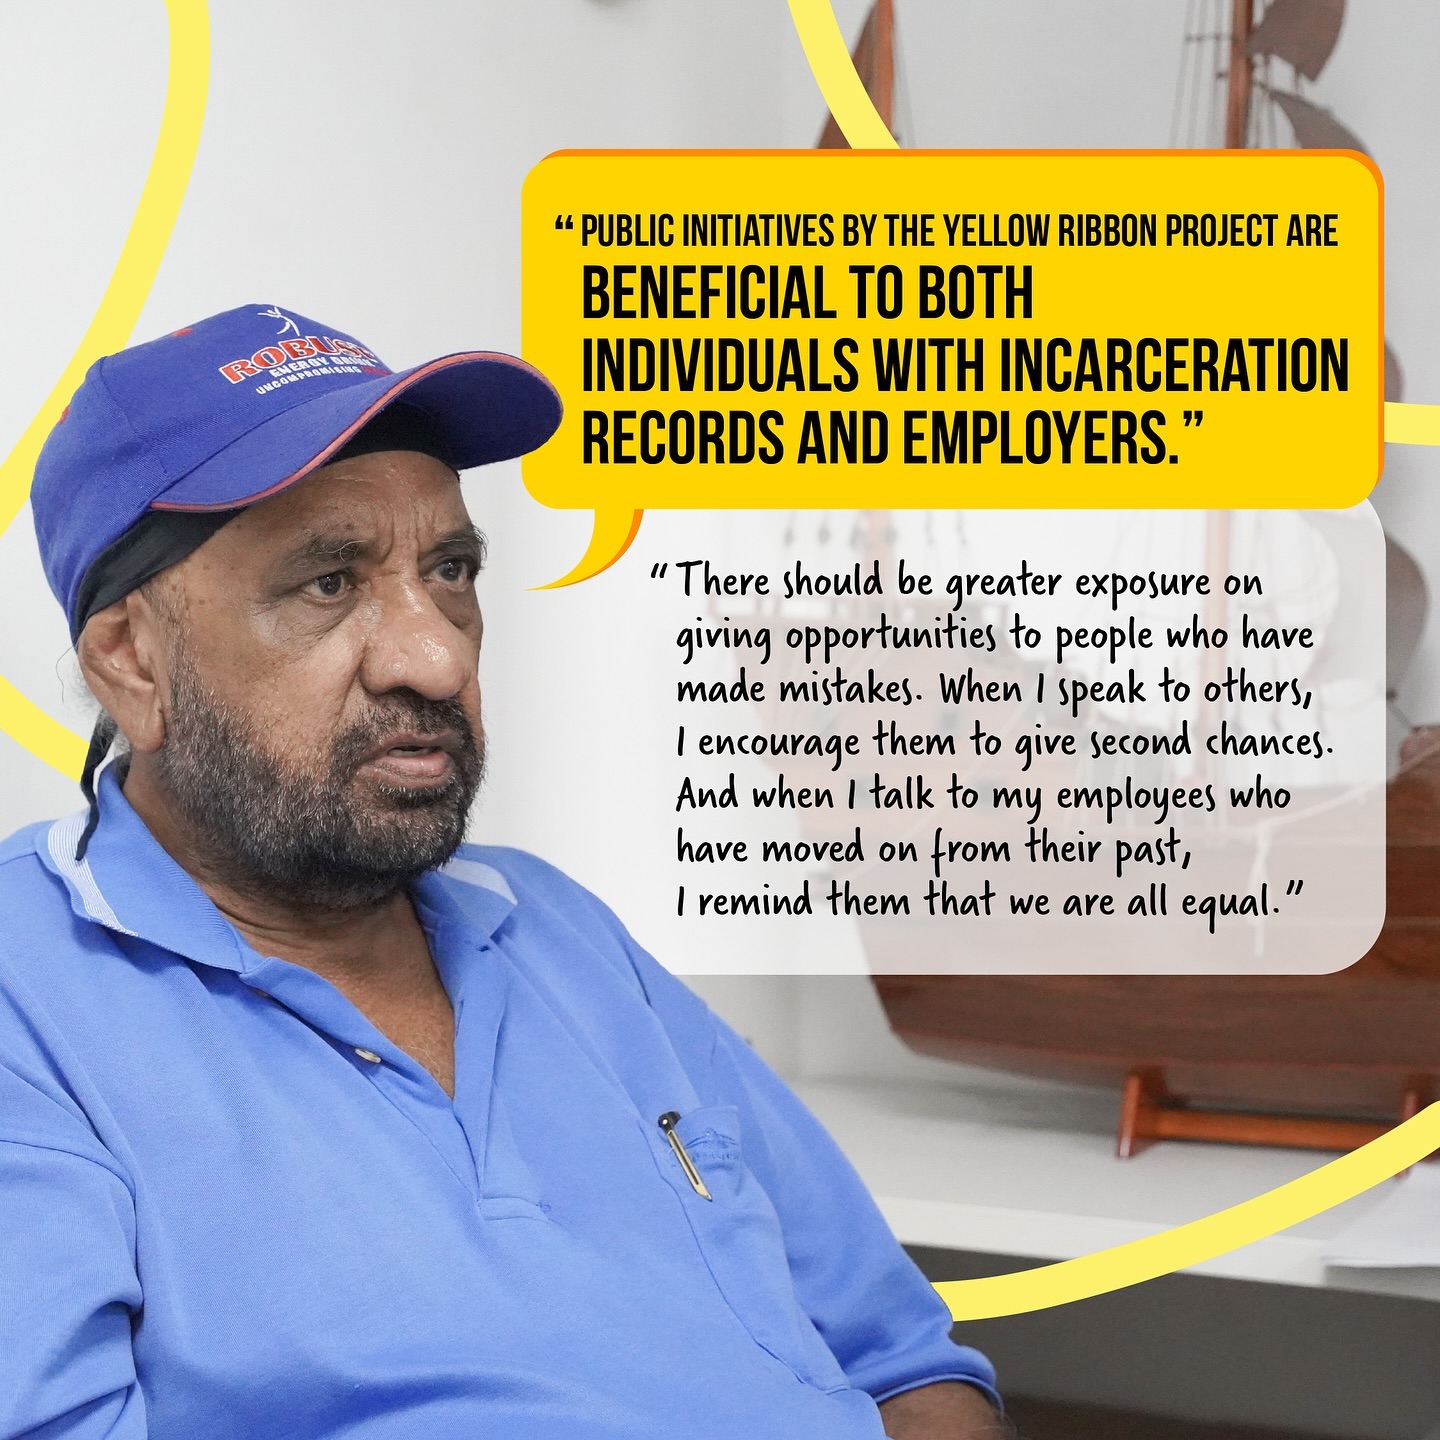 ROBUST
ENERGY DRINK
UNCOMPROMISING
“PUBLIC INITIATIVES BY THE YELLOW RIBBON PROJECT ARE
BENEFICIAL TO BOTH
INDIVIDUALS WITH INCARCERATION
RECORDS AND EMPLOYERS.”
“There should be greater exposure on
giving opportunities to people who have
made mistakes. When I speak to others,
I encourage them to give second chances.
And when I talk to my employees who
have moved on from their past,
I remind them that we are all equal.”